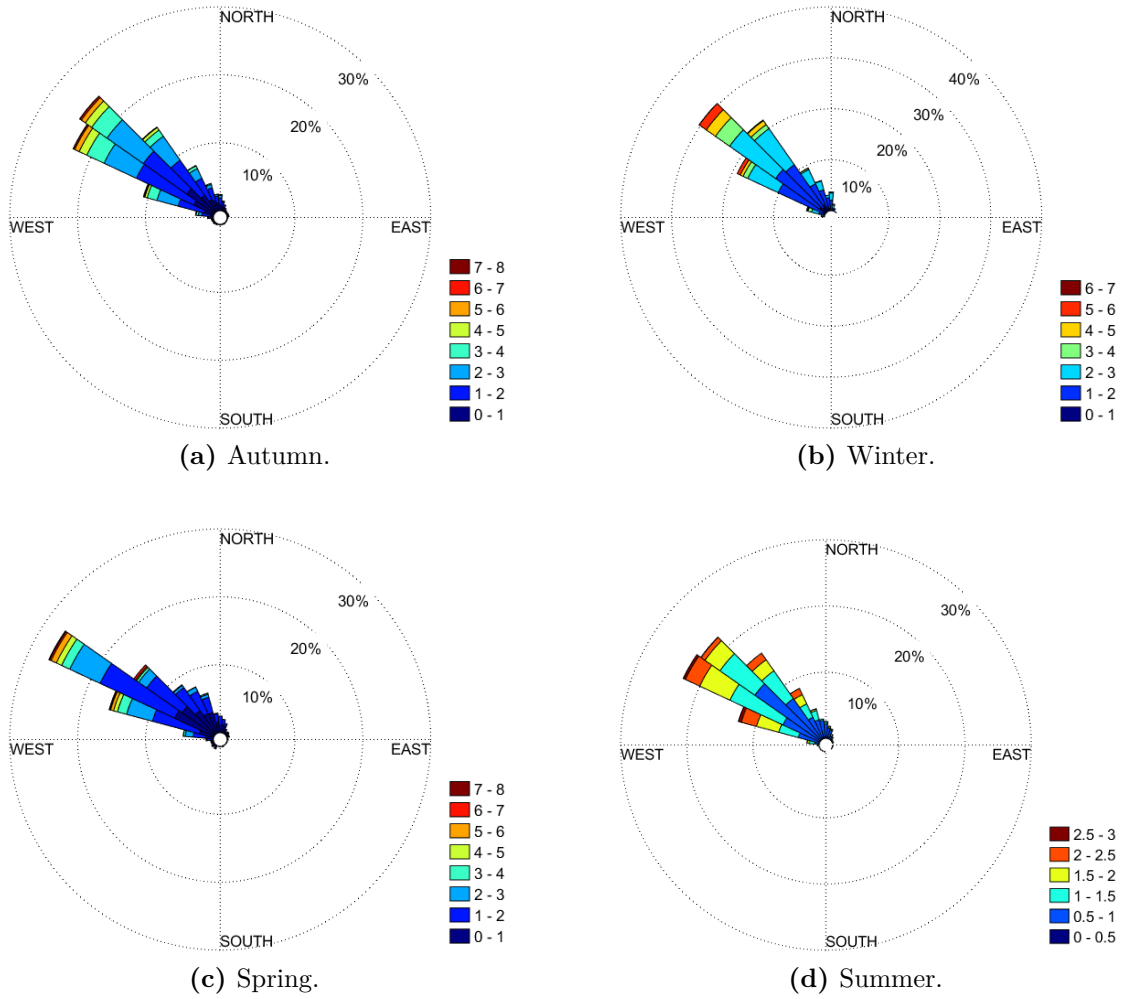 NORTH
30%
20%
10%
WEST
EAST
SOUTH
7 - 8
6 - 7
5 - 6
4 - 5
3 - 4
2 - 3
1 - 2
0 - 1
(a) Autumn.
NORTH
40%
30%
20%
10%
WEST
EAST
SOUTH
6 - 7
5 - 6
4 - 5
3 - 4
2 - 3
1 - 2
0 - 1
(b) Winter.
NORTH
30%
20%
10%
WEST
EAST
SOUTH
7 - 8
6 - 7
5 - 6
4 - 5
3 - 4
2 - 3
1 - 2
0 - 1
(c) Spring.
NORTH
30%
20%
10%
WEST
EAST
SOUTH
2.5 - 3
2 - 2.5
1.5 - 2
1 - 1.5
0.5 - 1
0 - 0.5
(d) Summer.